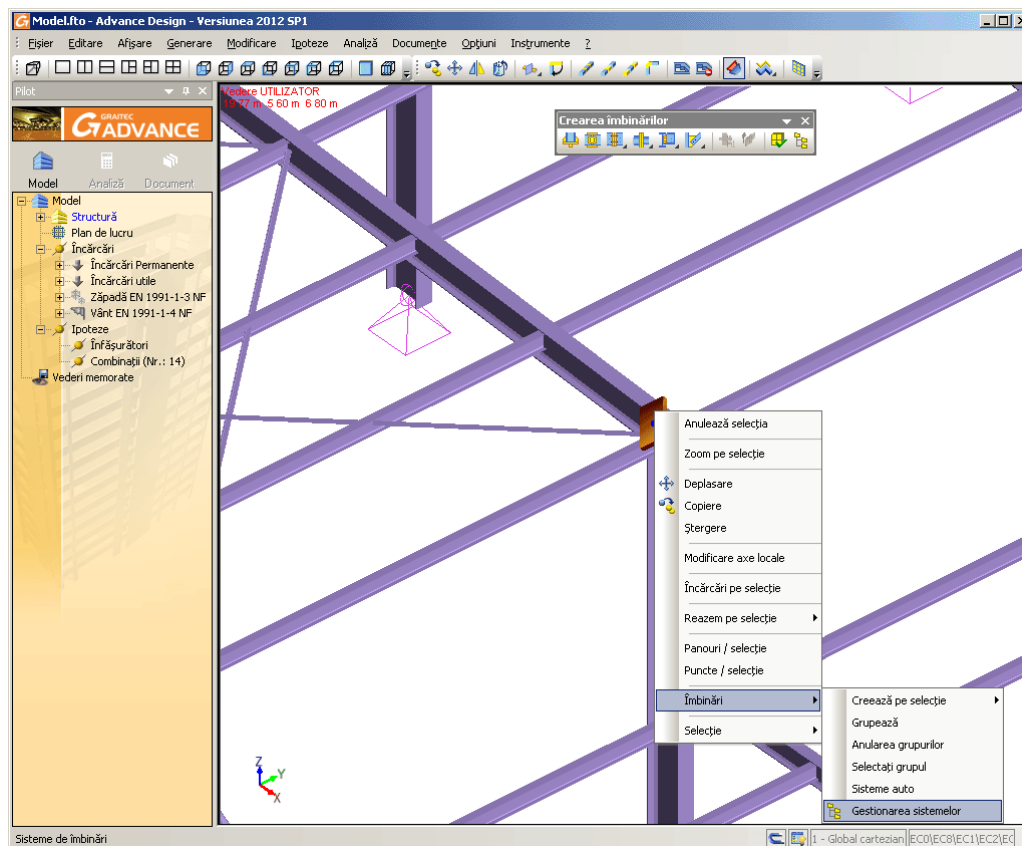 Model.fto - Advance Design - Versiunea 2012 SP1
Fișier Editare Afișare Generare Modificare Ipoteze Analiză Documente Opțiuni Instrumente ?
Pilot
GRAITEC
ADVANCE
Model Analiză Document
Model
Structură
Plan de lucru
Încărcări
Încărcări Permanente
Încărcări utile
Zăpadă EN 1991-1-3 NF
Vânt EN 1991-1-4 NF
Ipoteze
Înfășurători
Combinații (Nr.: 14)
Vederi memorate
Vedere UTILIZATOR
19.77 m 5.60 m 6.80 m
Crearea îmbinărilor
Anulează selecția
Zoom pe selecție
Deplasare
Copiere
Ștergere
Modificare axe locale
Încărcări pe selecție
Reazem pe selecție
Panouri / selecție
Puncte / selecție
Îmbinări
Selecție
Creează pe selecție
Grupează
Anularea grupurilor
Selectați grupul
Sisteme auto
Gestionarea sistemelor
Z
Y
X
Sisteme de îmbinări
1 - Global cartezian
EC0\EC8\EC1\EC2\EC